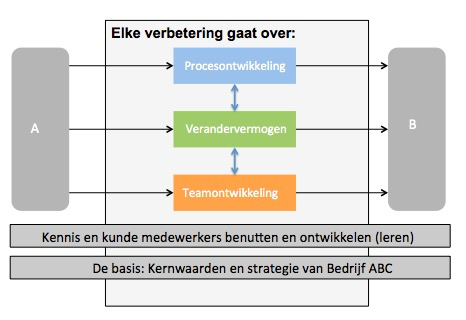 Elke verbetering gaat over:
Procesontwikkeling
A
Verandervermogen
B
Teamontwikkeling
Kennis en kunde medewerkers benutten en ontwikkelen (leren)
De basis: Kernwaarden en strategie van Bedrijf ABC